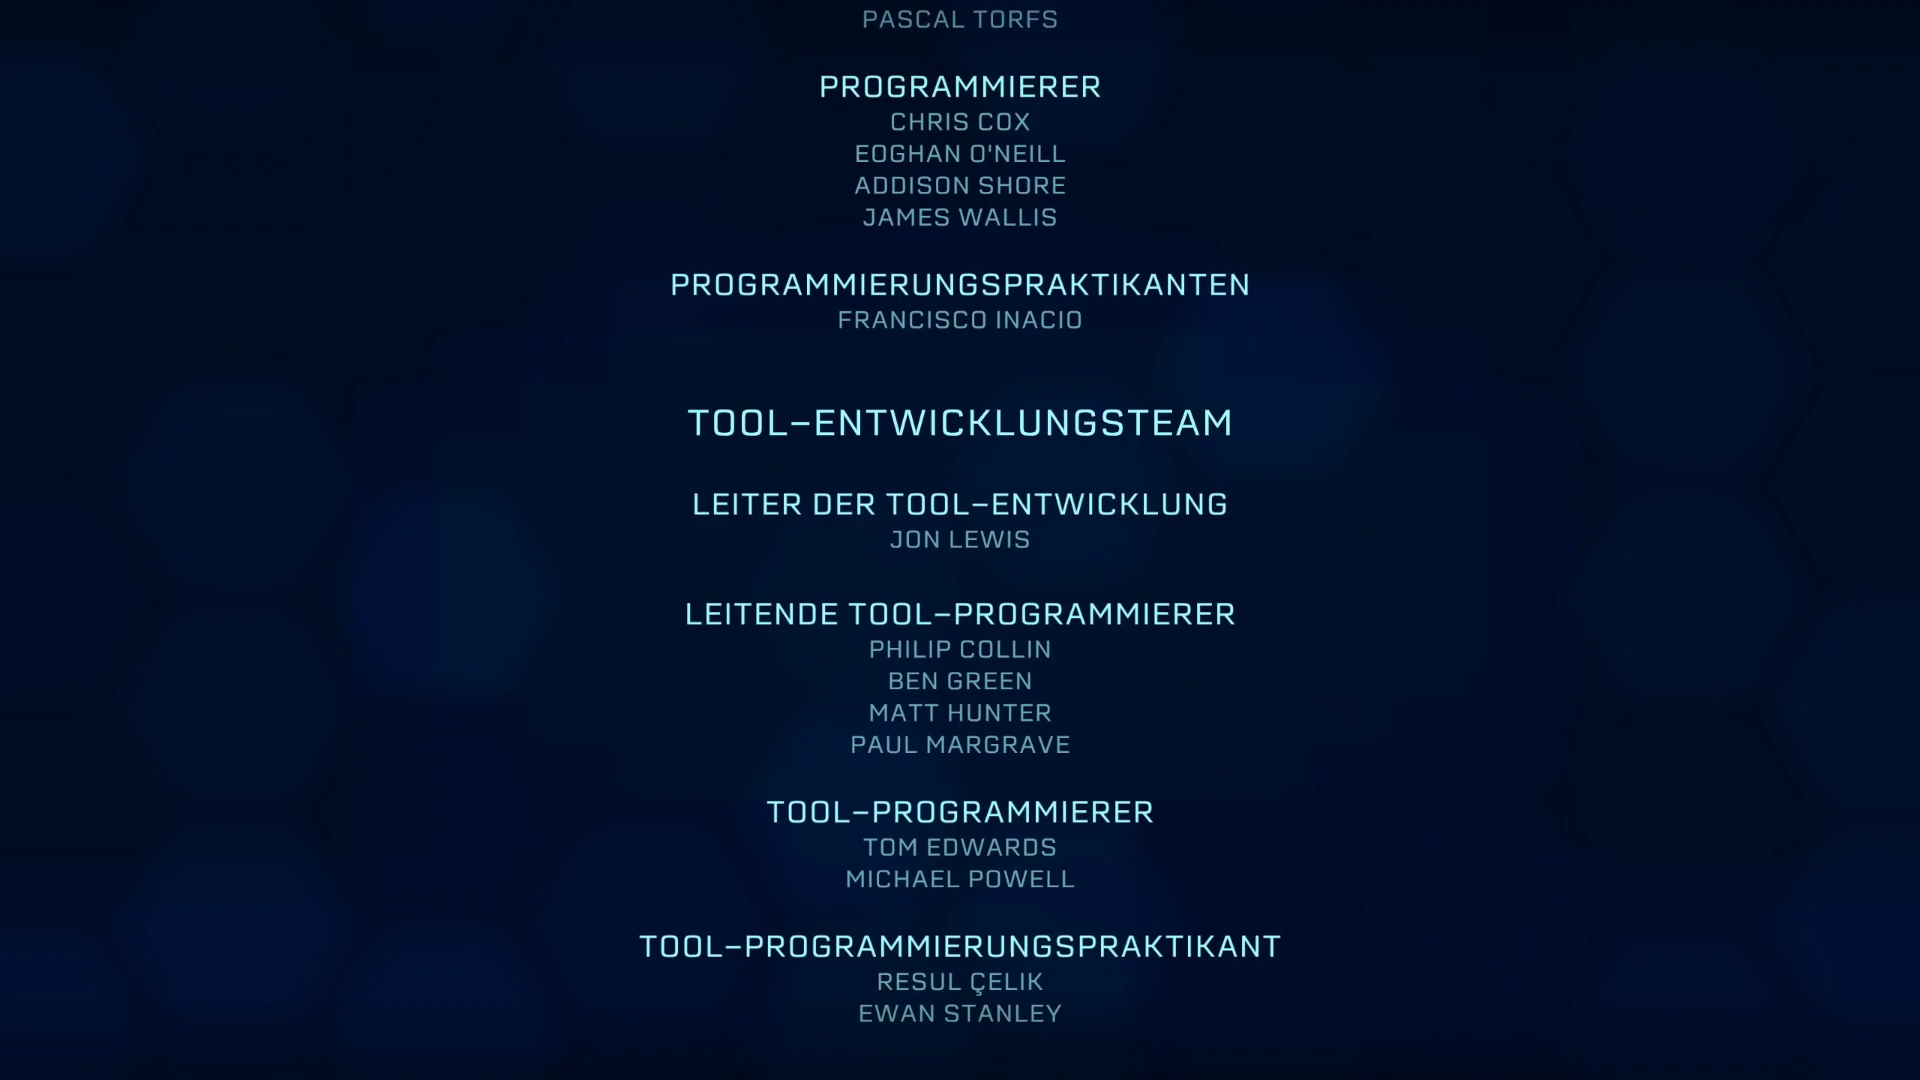 PASCAL TORFS
PROGRAMMIERER
CHRIS COX
EOGHAN O'NEILL
ADDISON SHORE
JAMES WALLIS
PROGRAMMIERUNGSPRAKTIKANTEN
FRANCISCO INACIO
TOOL-ENTWICKLUNGSTEAM
LEITER DER TOOL-ENTWICKLUNG
JON LEWIS
LEITENDE TOOL-PROGRAMMIERER
PHILIP COLLIN
BEN GREEN
MATT HUNTER
PAUL MARGRAVE
TOOL-PROGRAMMIERER
TOM EDWARDS
MICHAEL POWELL
TOOL-PROGRAMMIERUNGSPRAKTIKANT
RESUL ÇELIK
EWAN STANLEY